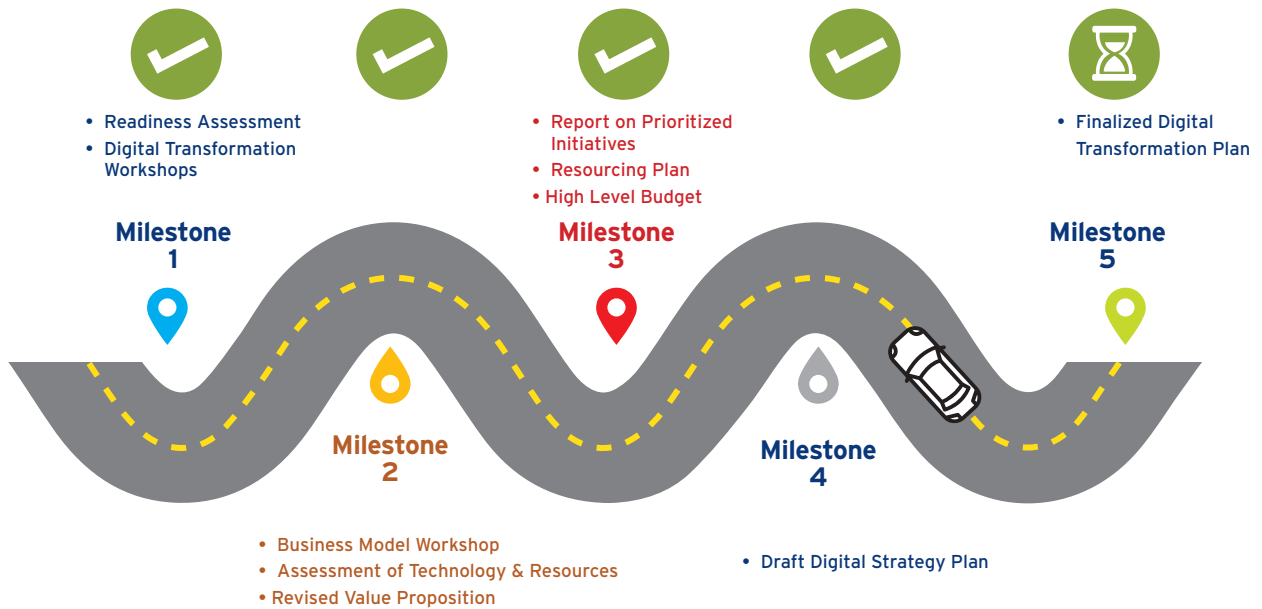 • Readiness Assessment
• Digital Transformation
Workshops
Milestone
1
• Business Model Workshop
• Assessment of Technology & Resources
• Revised Value Proposition
Milestone
2
• Report on Prioritized
Initiatives
• Resourcing Plan
• High Level Budget
Milestone
3
Milestone
4
• Draft Digital Strategy Plan
• Finalized Digital
Transformation Plan
Milestone
5